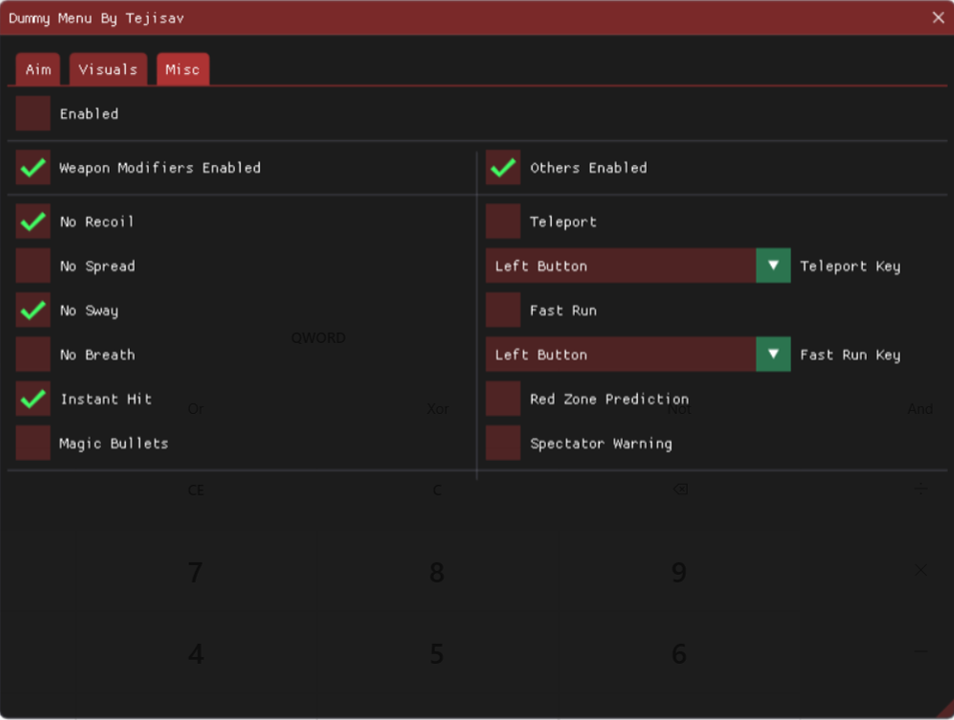 Dummy Menu By Tejisav
Aim Visuals Misc
Enabled
Weapon Modifiers Enabled
Others Enabled
No Recoil
Teleport
No Spread
Left Button Teleport Key
No Sway
Fast Run
QWORD
No Breath
Left Button Fast Run Key
Instant Hit
Red Zone Prediction
Or Xor Not And
Magic Bullets
Spectator Warning
CE C ÷
7 8 9 ×
4 5 6 −